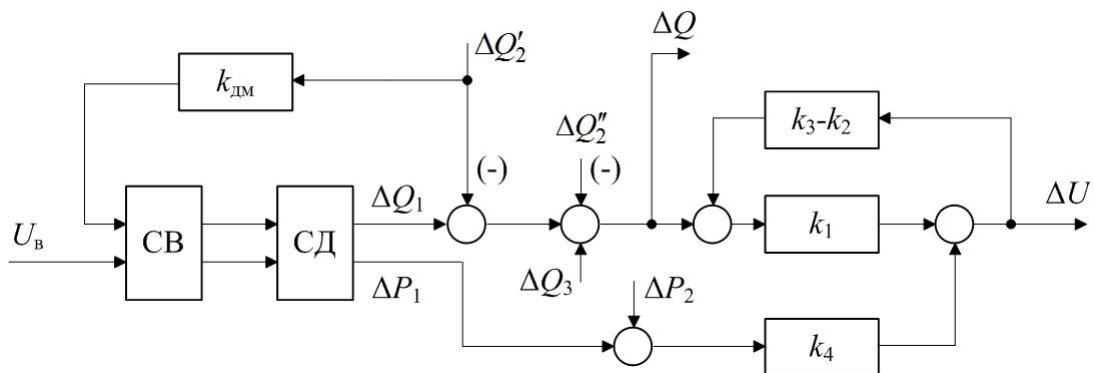 ΔQ′₂
ΔQ
k_дм
ΔQ″₂
k₃-k₂
(-)
(-)
ΔQ₁
ΔU
U_в
СВ
СД
k₁
ΔP₁
ΔQ₃
ΔP₂
k₄